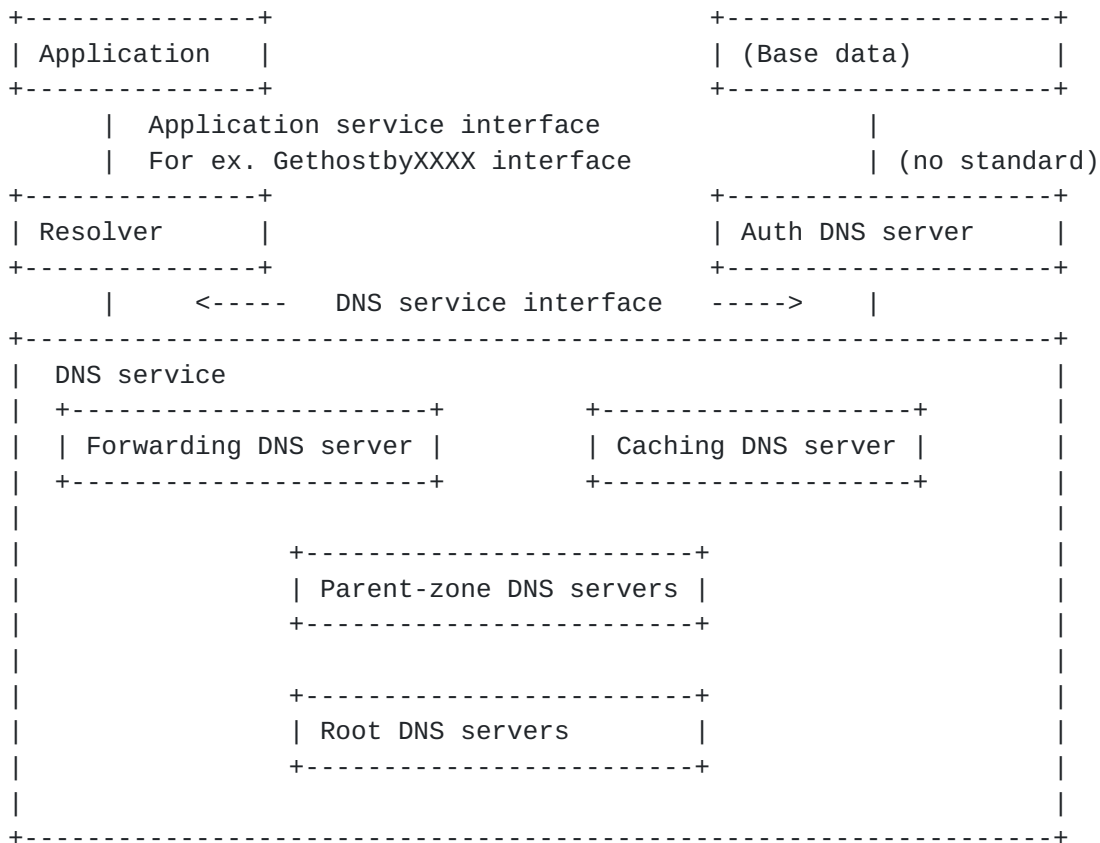 +---------------+                            +---------------------+
| Application   |                            | (Base data)         |
+---------------+                            +---------------------+
      |  Application service interface                 |
      |  For ex. GethostbyXXXX interface               | (no standard)
+---------------+                            +---------------------+
| Resolver      |                            | Auth DNS server     |
+---------------+                            +---------------------+
      |     <-----   DNS service interface   ----->    |
+------------------------------------------------------------------+
|  DNS service                                                     |
|  +-----------------------+         +--------------------+        |
|  | Forwarding DNS server |         | Caching DNS server |        |
|  +-----------------------+         +--------------------+        |
|                                                                  |
|                 +-------------------------+                      |
|                 | Parent-zone DNS servers |                      |
|                 +-------------------------+                      |
|                                                                  |
|                 +-------------------------+                      |
|                 | Root DNS servers        |                      |
|                 +-------------------------+                      |
|                                                                  |
+------------------------------------------------------------------+